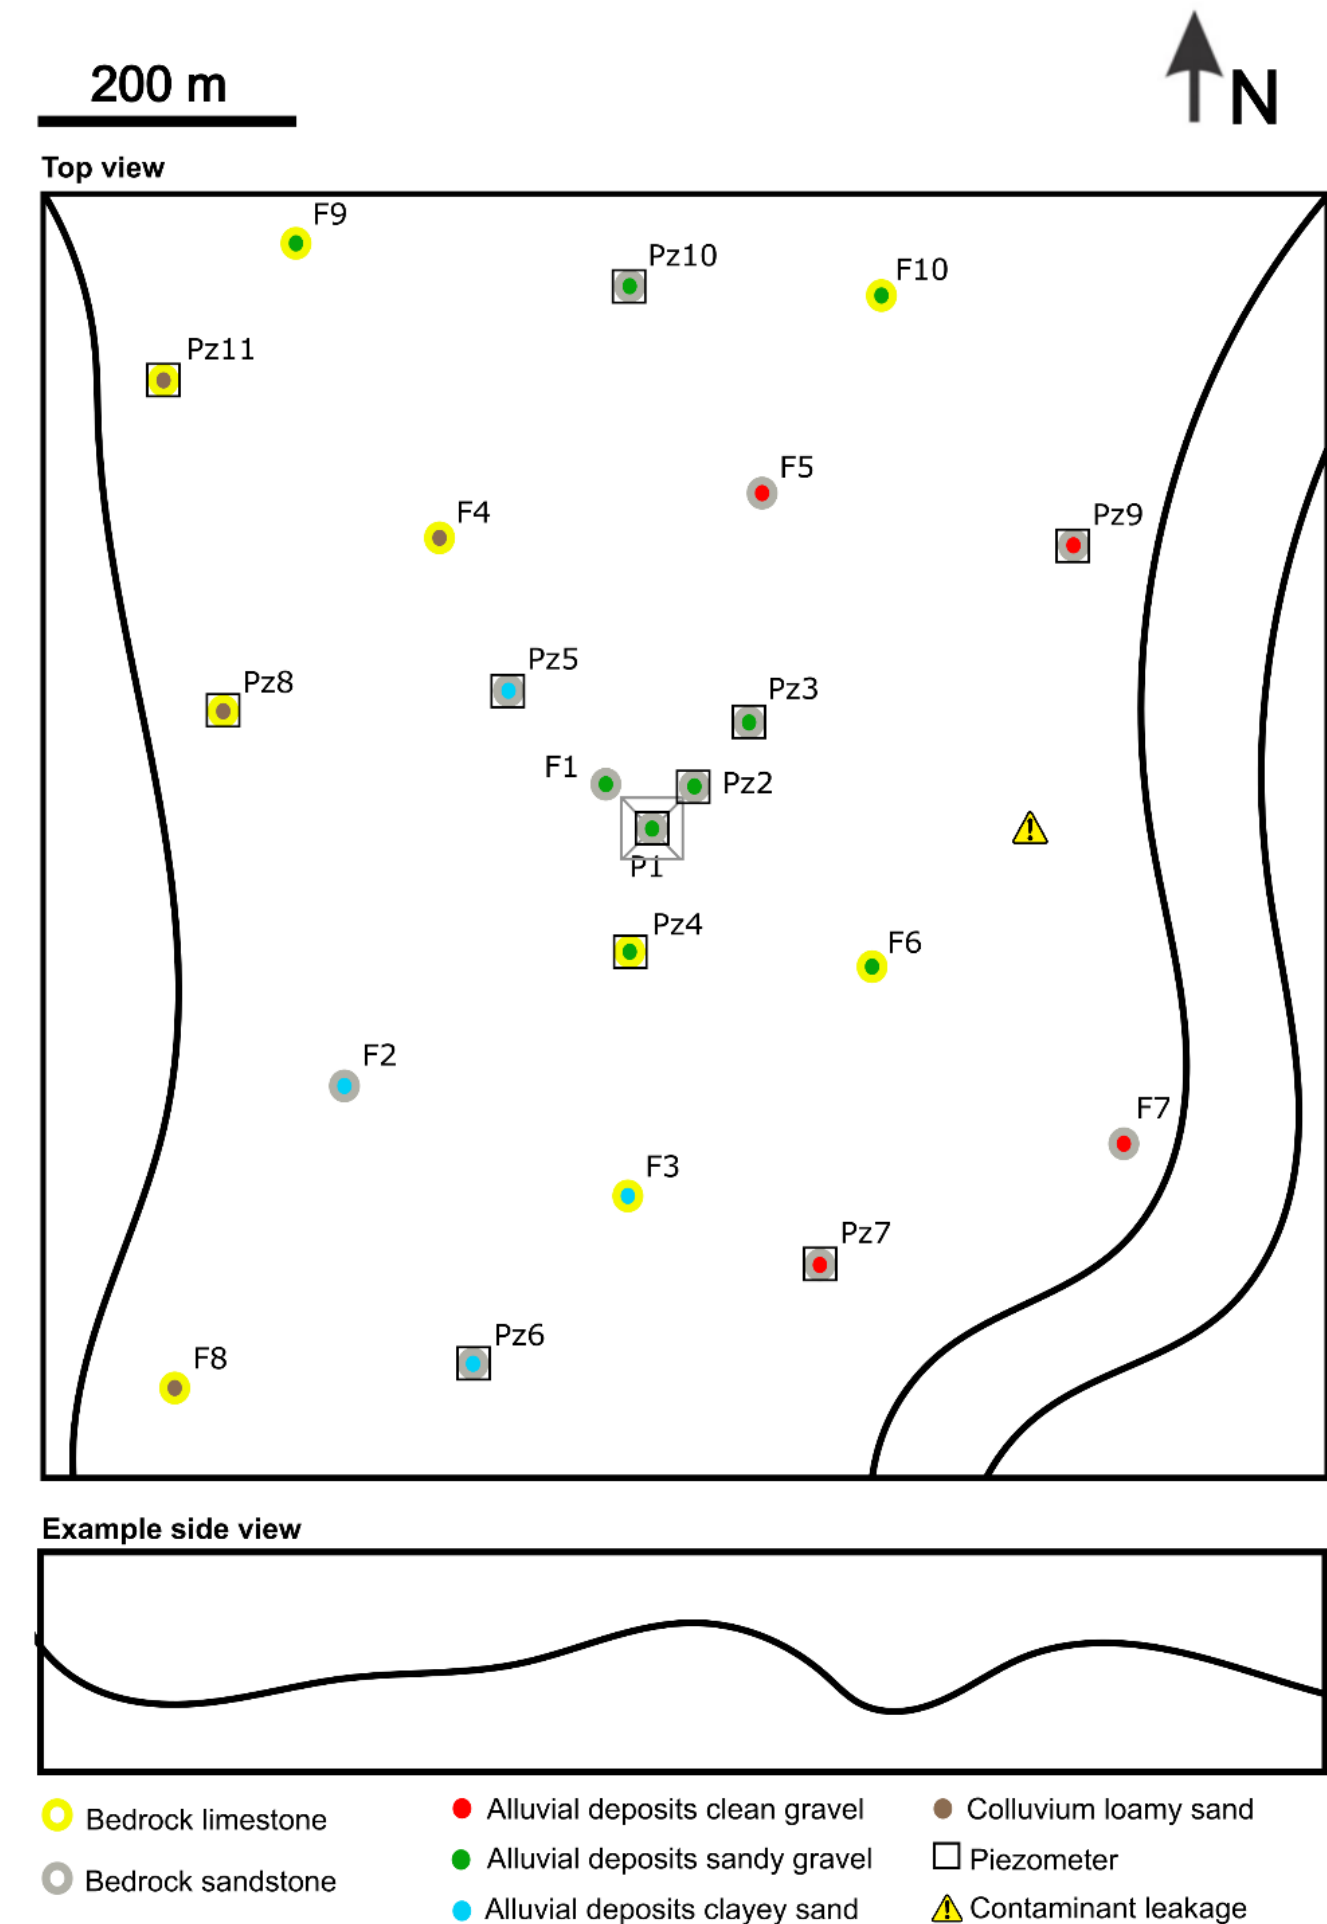 200 m
N
Top view
F9
Pz10
F10
Pz11
F5
F4
Pz9
Pz5
Pz8
Pz3
F1
Pz2
P1
Pz4
F6
F2
F7
F3
Pz7
Pz6
F8
Example side view
Bedrock limestone
Alluvial deposits clean gravel
Colluvium loamy sand
Bedrock sandstone
Alluvial deposits sandy gravel
Piezometer
Alluvial deposits clayey sand
Contaminant leakage